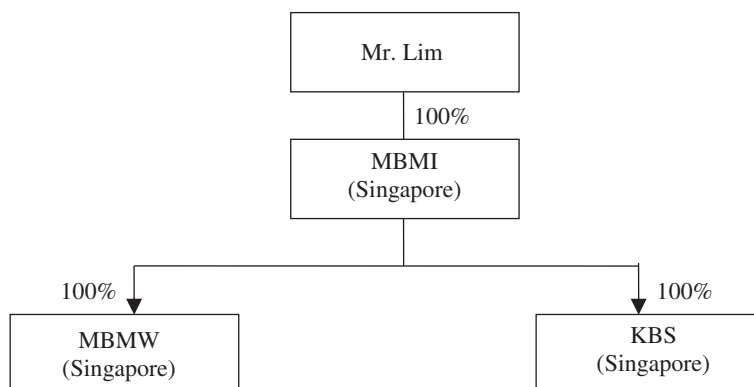 Mr. Lim
100%
MBMI
(Singapore)
100%
100%
MBMW
(Singapore)
KBS
(Singapore)